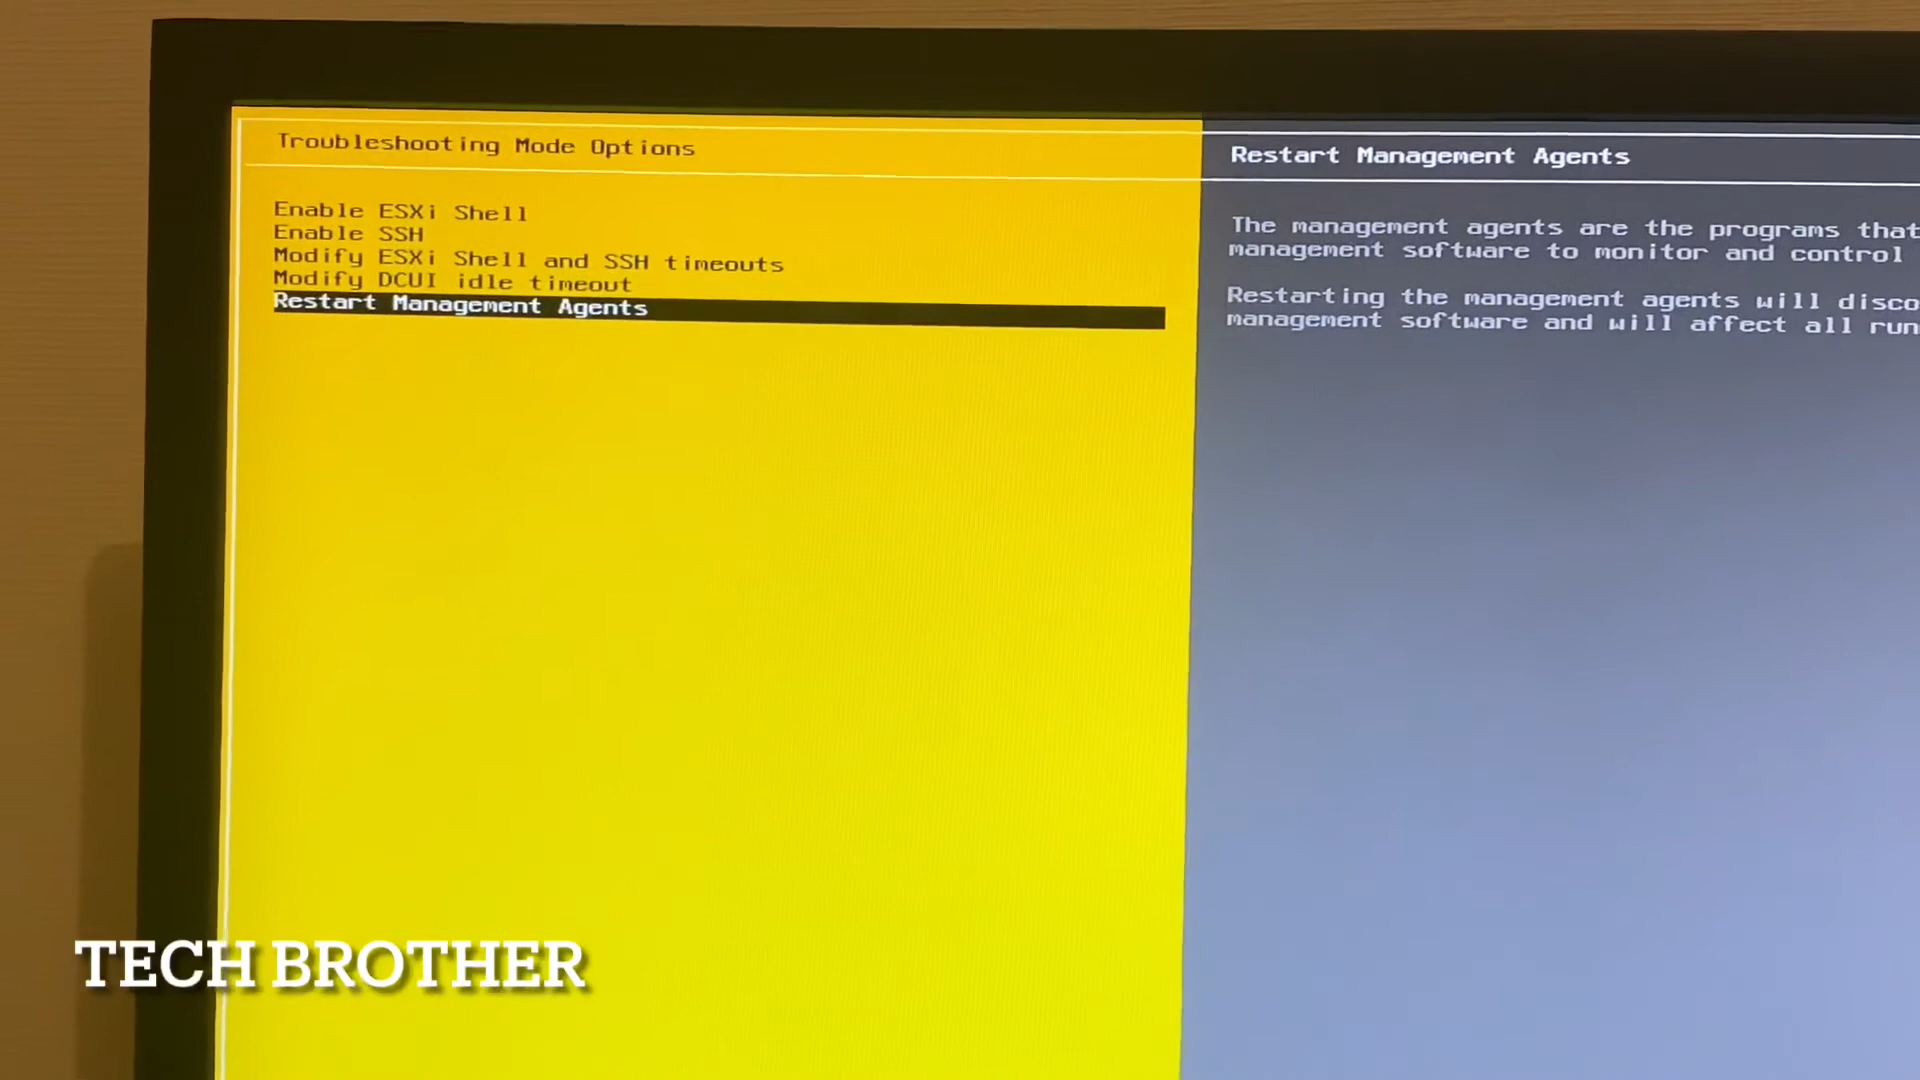 Troubleshooting Mode Options
Enable ESXi Shell
Enable SSH
Modify ESXi Shell and SSH timeouts
Modify DCUI idle timeout
Restart Management Agents
Restart Management Agents
The management agents are the programs that
management software to monitor and control
Restarting the management agents will disco
management software and will affect all run
TECH BROTHER